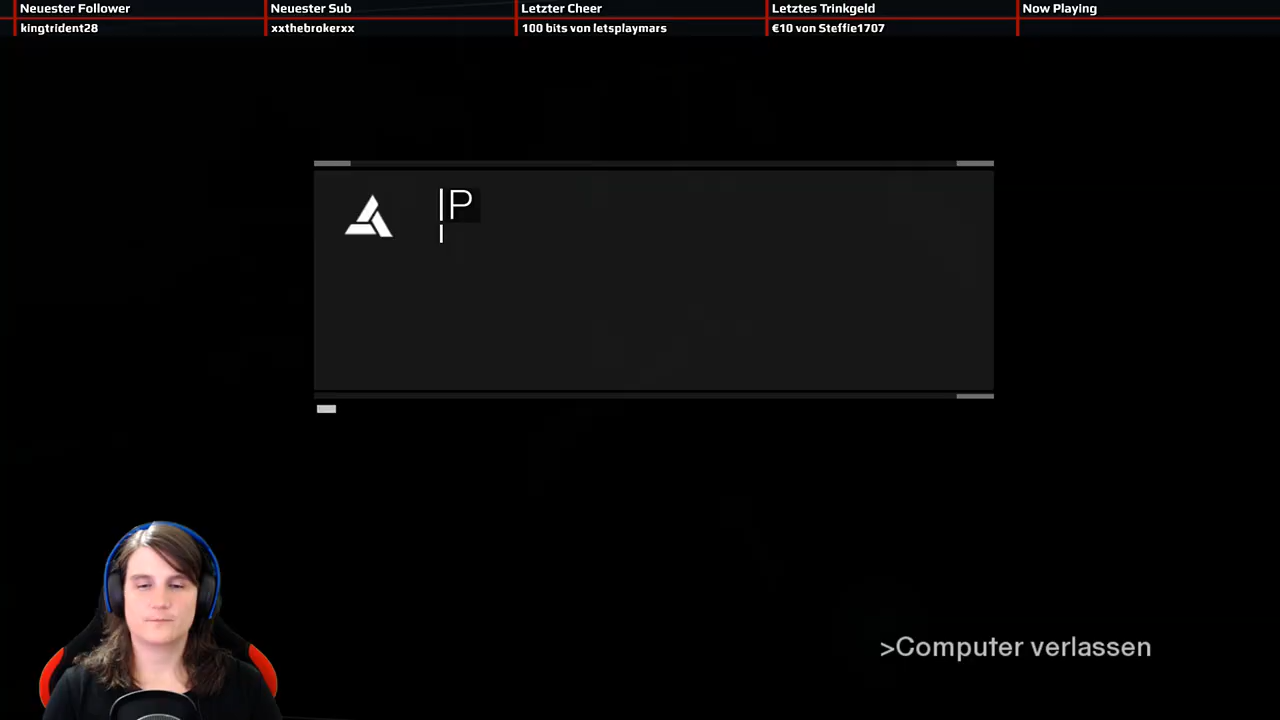 Neuester Follower
kingtrident28
Neuester Sub
xxthebrokerxx
Letzter Cheer
100 bits von letsplaymars
Letztes Trinkgeld
€10 von Steffie1707
Now Playing
P
>Computer verlassen